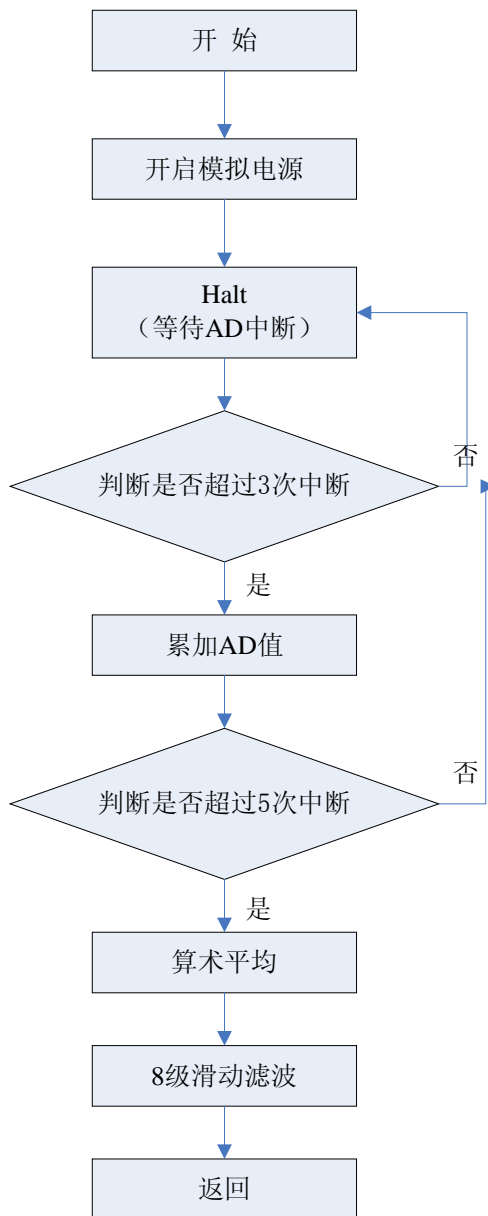 开 始
开启模拟电源
Halt
（等待AD中断）
否
判断是否超过3次中断
是
累加AD值
否
判断是否超过5次中断
是
算术平均
8级滑动滤波
返回